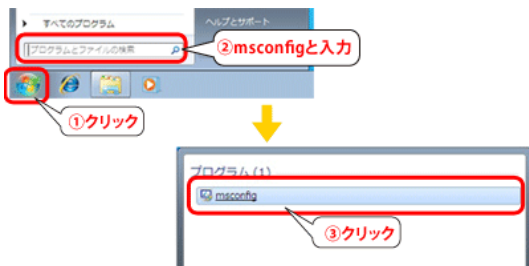 すべてのプログラム
ヘルプとサポート
プログラムとファイルの検索
②msconfigと入力
①クリック
プログラム (1)
msconfig
③クリック